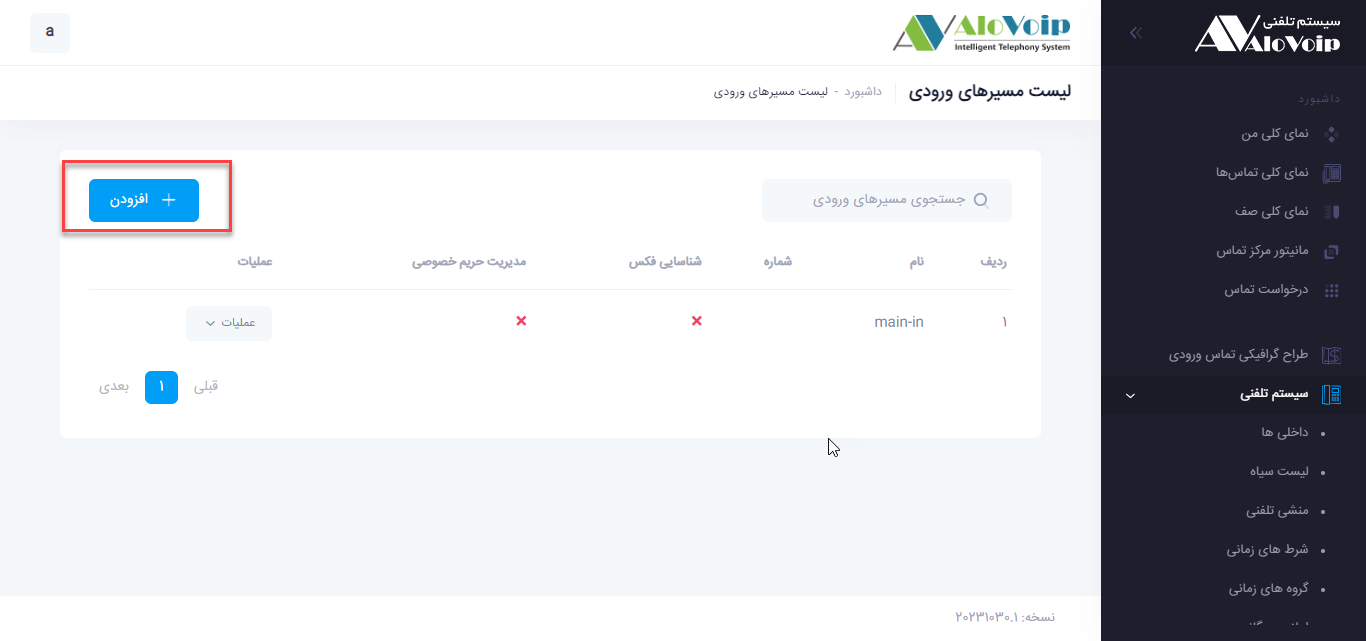 سیستم تلفنی
AloVoip
داشبورد
نمای کلی من
نمای کلی تماس‌ها
نمای کلی صف
مانیتور مرکز تماس
درخواست تماس
طراح گرافیکی تماس ورودی
سیستم تلفنی
داخلی ها
لیست سیاه
منشی تلفنی
شرط های زمانی
گروه های زمانی
AloVoip
Intelligent Telephony System
a
لیست مسیرهای ورودی
داشبورد - لیست مسیرهای ورودی
جستجوی مسیرهای ورودی
افزودن
ردیف نام شماره شناسایی فکس مدیریت حریم خصوصی عملیات
۱ main-in عملیات
قبلی ۱ بعدی
نسخه: ۲۰۲۳۱۰۳۰.۱